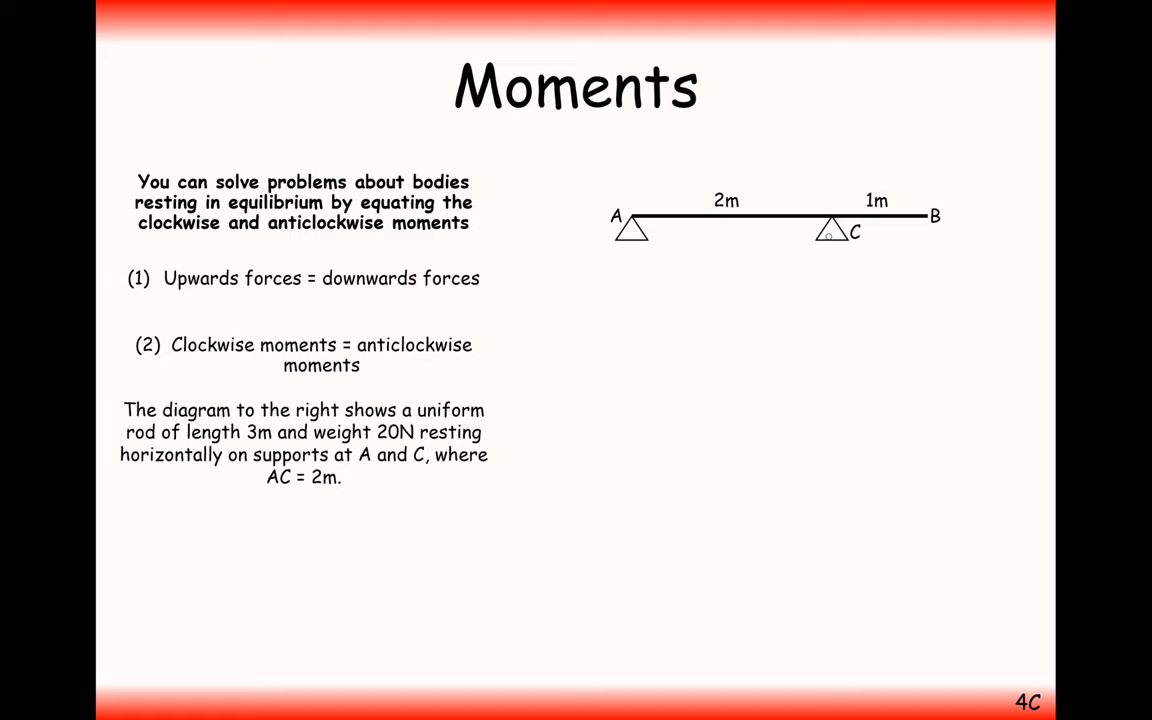 Moments
You can solve problems about bodies
resting in equilibrium by equating the
clockwise and anticlockwise moments
(1) Upwards forces = downwards forces
(2) Clockwise moments = anticlockwise
moments
The diagram to the right shows a uniform
rod of length 3m and weight 20N resting
horizontally on supports at A and C, where
AC = 2m.
2m 1m
A B
C
4C